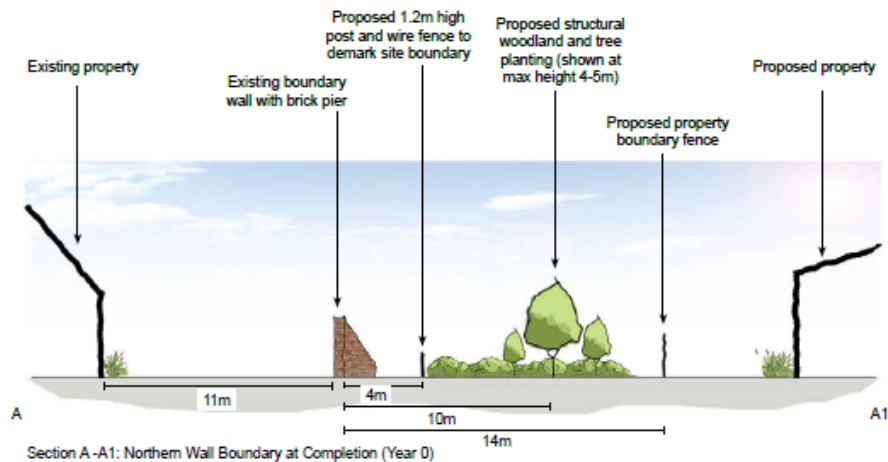 Existing property
Existing boundary
wall with brick pier
Proposed 1.2m high
post and wire fence to
demark site boundary
Proposed structural
woodland and tree
planting (shown at
max height 4-5m)
Proposed property
boundary fence
Proposed property
11m
4m
10m
14m
A
A1
Section A -A1: Northern Wall Boundary at Completion (Year 0)